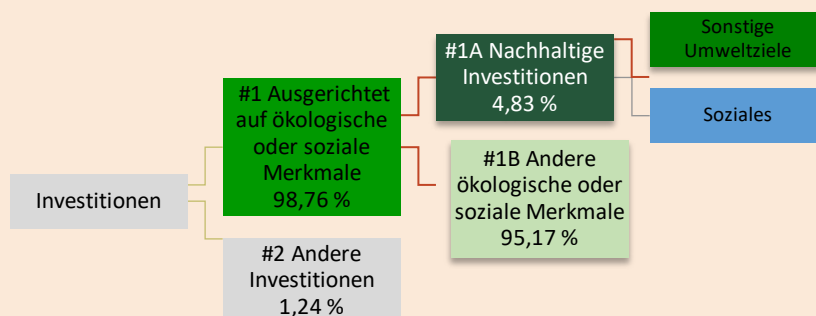 Investitionen
#1 Ausgerichtet
auf ökologische
oder soziale
Merkmale
98,76 %
#2 Andere
Investitionen
1,24 %
#1A Nachhaltige
Investitionen
4,83 %
#1B Andere
ökologische oder
soziale Merkmale
95,17 %
Sonstige
Umweltziele
Soziales